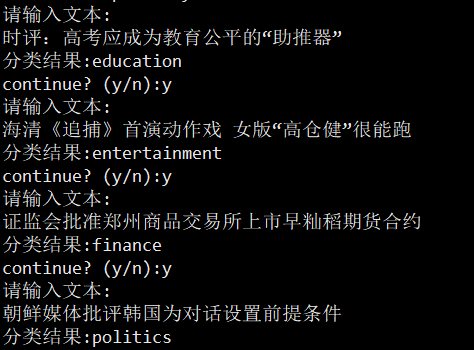 请输入文本:
时评：高考应成为教育公平的“助推器”
分类结果:education
continue? (y/n):y
请输入文本:
海清《追捕》首演动作戏 女版“高仓健”很能跑
分类结果:entertainment
continue? (y/n):y
请输入文本:
证监会批准郑州商品交易所上市早籼稻期货合约
分类结果:finance
continue? (y/n):y
请输入文本:
朝鲜媒体批评韩国为对话设置前提条件
分类结果:politics